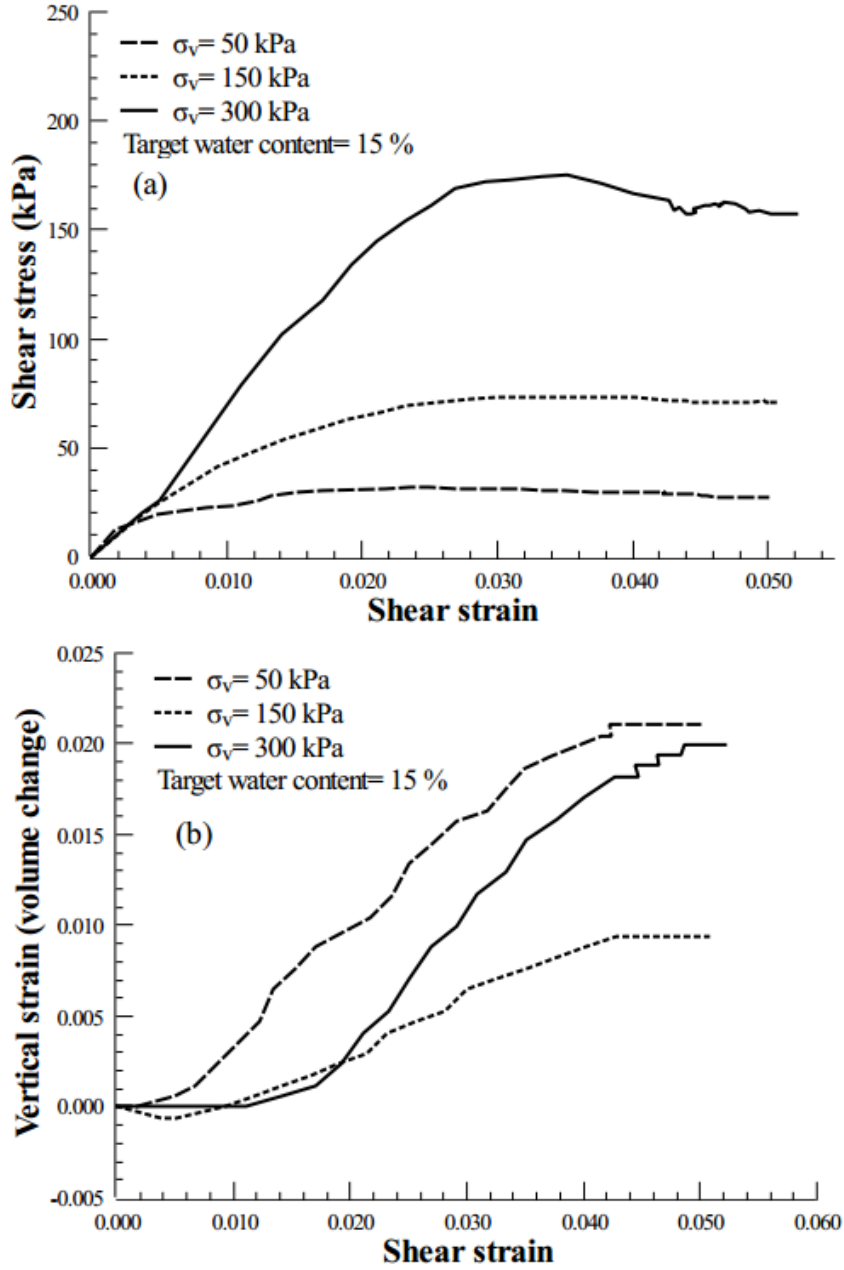 250
200
150
100
50
0
Shear stress (kPa)
σv= 50 kPa
σv= 150 kPa
σv= 300 kPa
Target water content= 15 %
(a)
0.000 0.010 0.020 0.030 0.040 0.050
Shear strain
0.025
0.020
0.015
0.010
0.005
0.000
-0.005
Vertical strain (volume change)
σv= 50 kPa
σv= 150 kPa
σv= 300 kPa
Target water content= 15 %
(b)
0.000 0.010 0.020 0.030 0.040 0.050 0.060
Shear strain